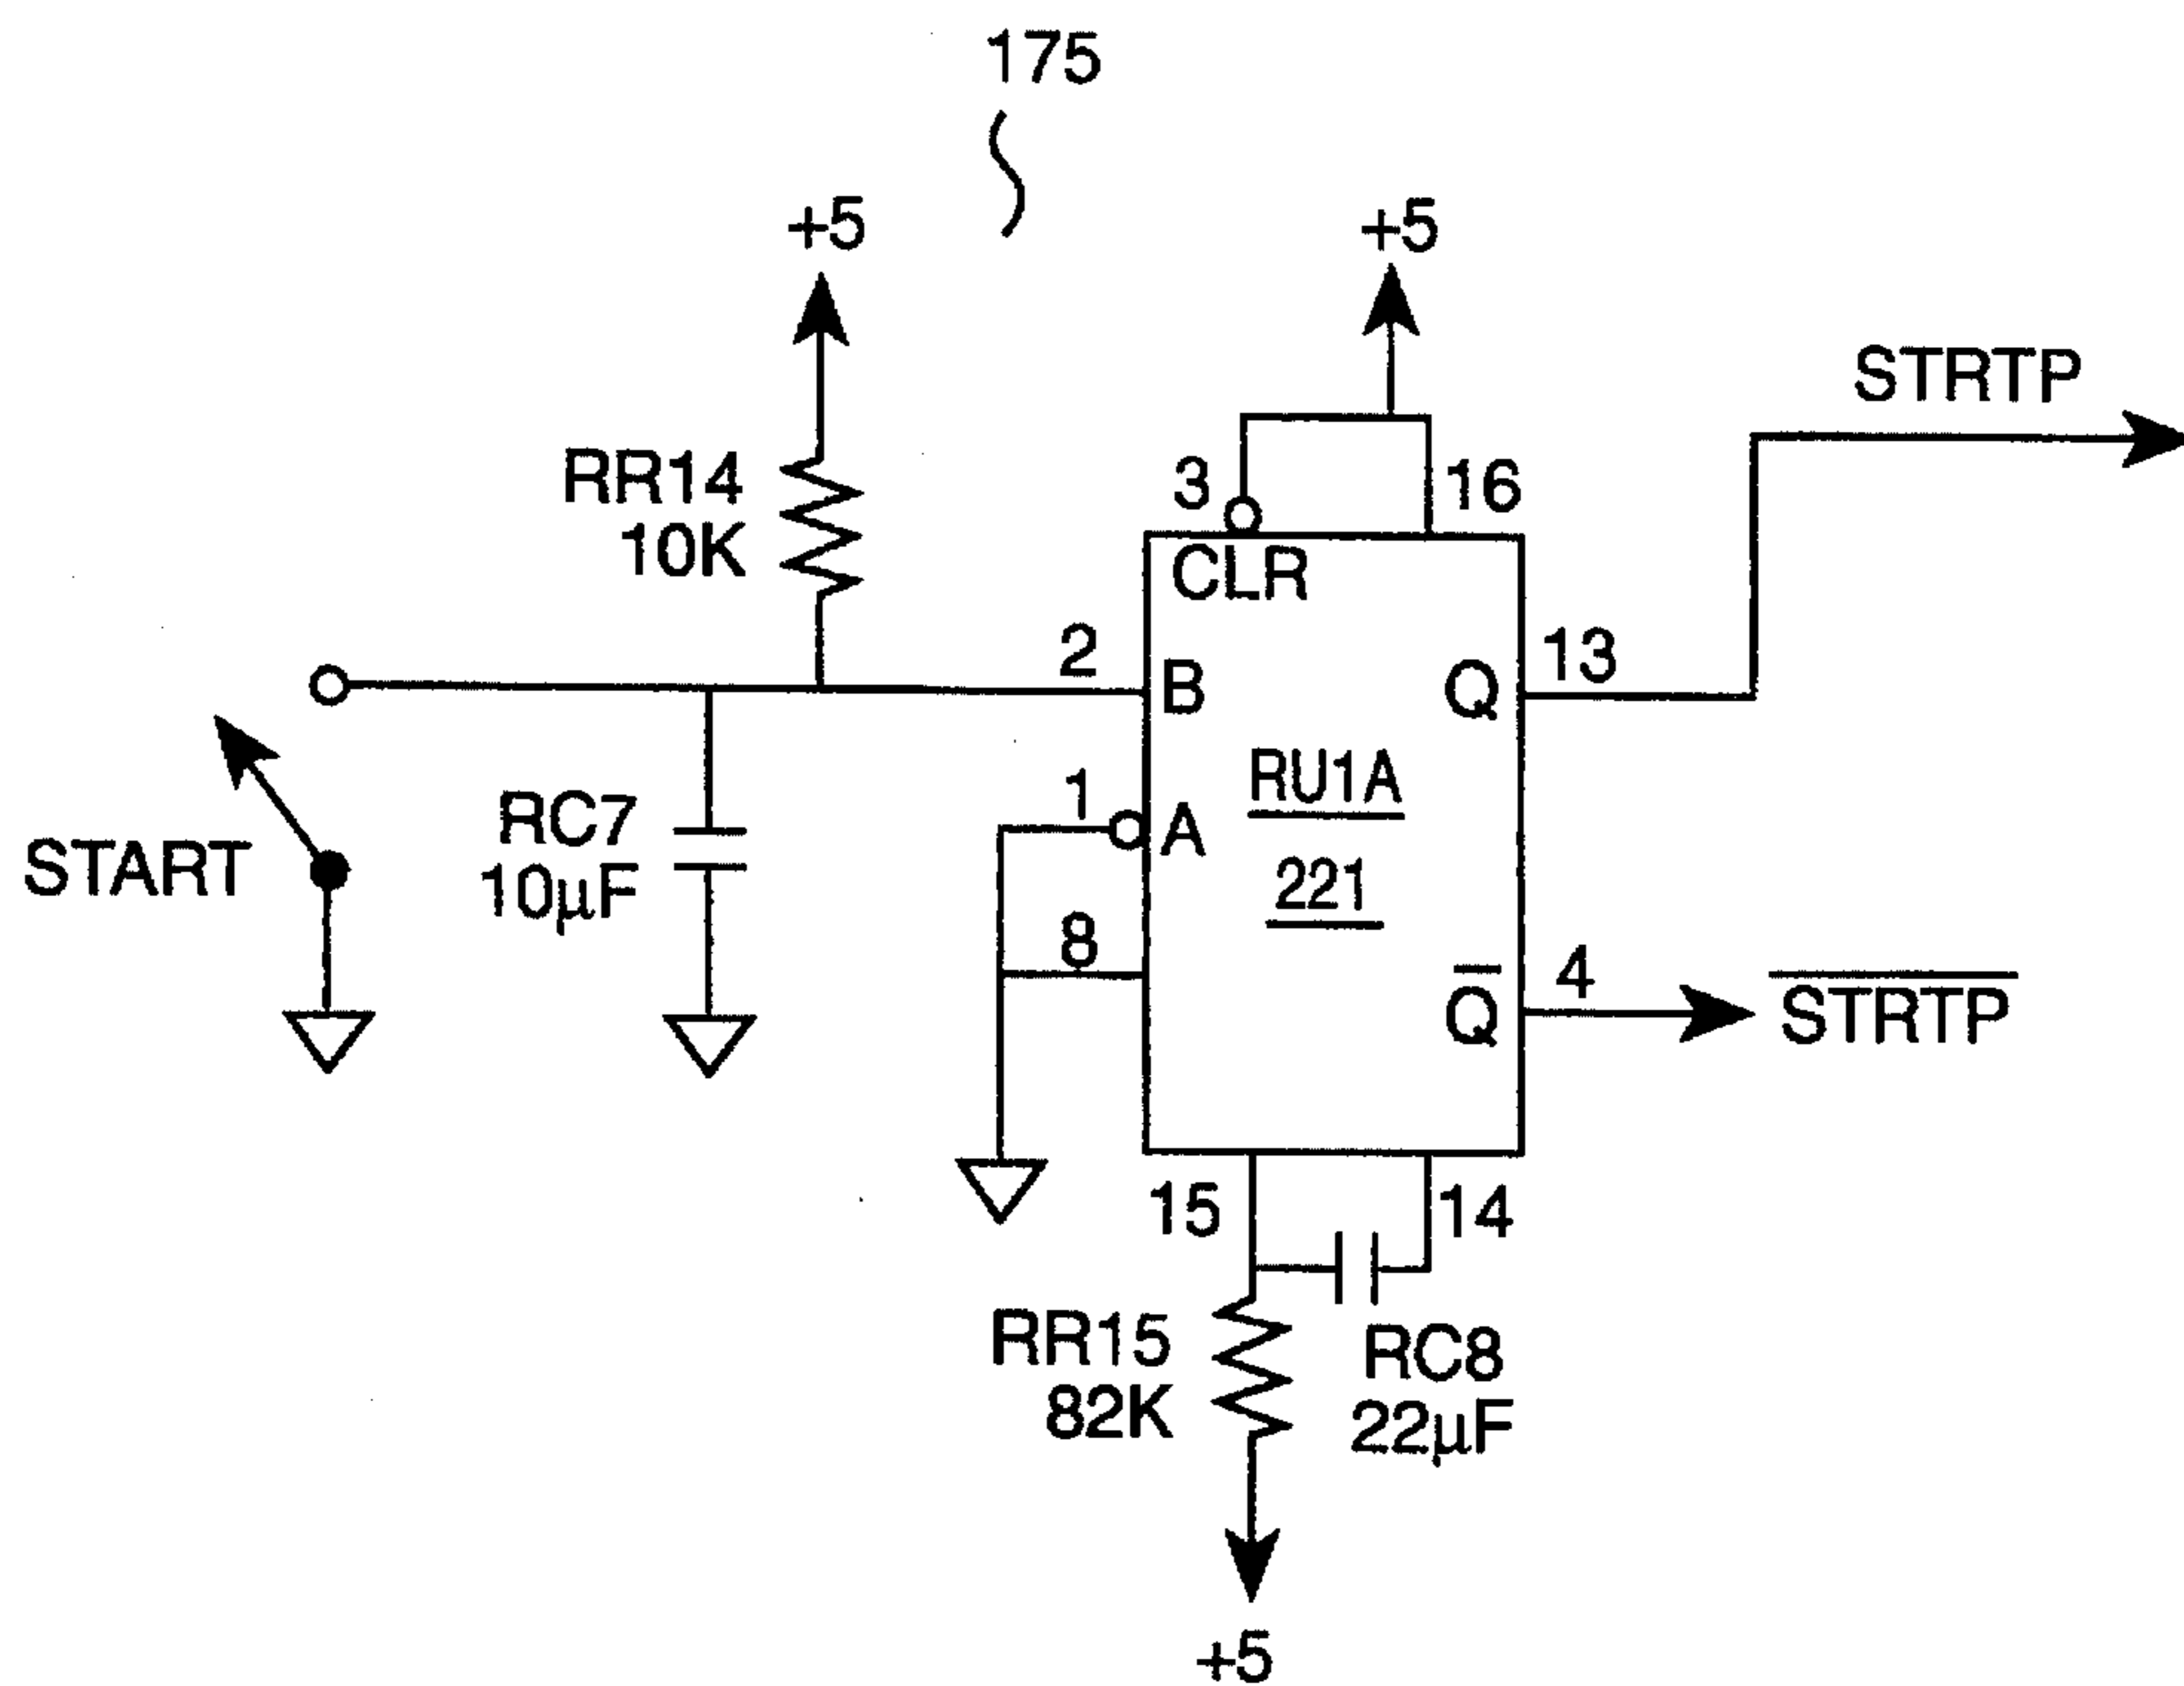 175
+5
+5
STRTP
RR14
10K
3
16
CLR
2
B
Q
13
1
A
RU1A
221
RC7
10µF
START
8
Q̅
4
S̅T̅R̅T̅P̅
15
14
RR15
82K
RC8
22µF
+5